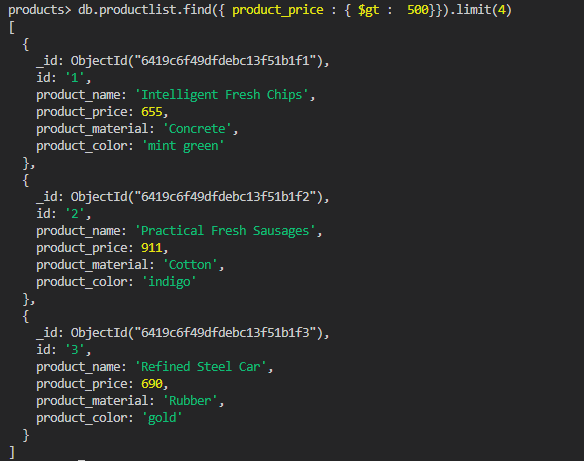 products> db.productlist.find({ product_price : { $gt :  500}}).limit(4)
[
  {
    _id: ObjectId("6419c6f49dfdebc13f51b1f1"),
    id: '1',
    product_name: 'Intelligent Fresh Chips',
    product_price: 655,
    product_material: 'Concrete',
    product_color: 'mint green'
  },
  {
    _id: ObjectId("6419c6f49dfdebc13f51b1f2"),
    id: '2',
    product_name: 'Practical Fresh Sausages',
    product_price: 911,
    product_material: 'Cotton',
    product_color: 'indigo'
  },
  {
    _id: ObjectId("6419c6f49dfdebc13f51b1f3"),
    id: '3',
    product_name: 'Refined Steel Car',
    product_price: 690,
    product_material: 'Rubber',
    product_color: 'gold'
  }
]